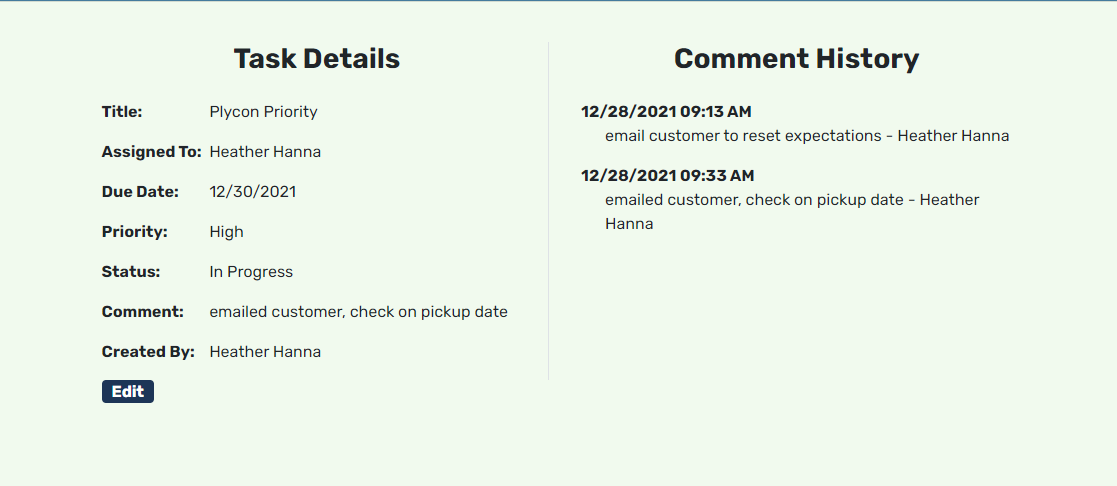 Task Details
Title: Plycon Priority
Assigned To: Heather Hanna
Due Date: 12/30/2021
Priority: High
Status: In Progress
Comment: emailed customer, check on pickup date
Created By: Heather Hanna
Edit
Comment History
12/28/2021 09:13 AM
email customer to reset expectations - Heather Hanna
12/28/2021 09:33 AM
emailed customer, check on pickup date - Heather
Hanna